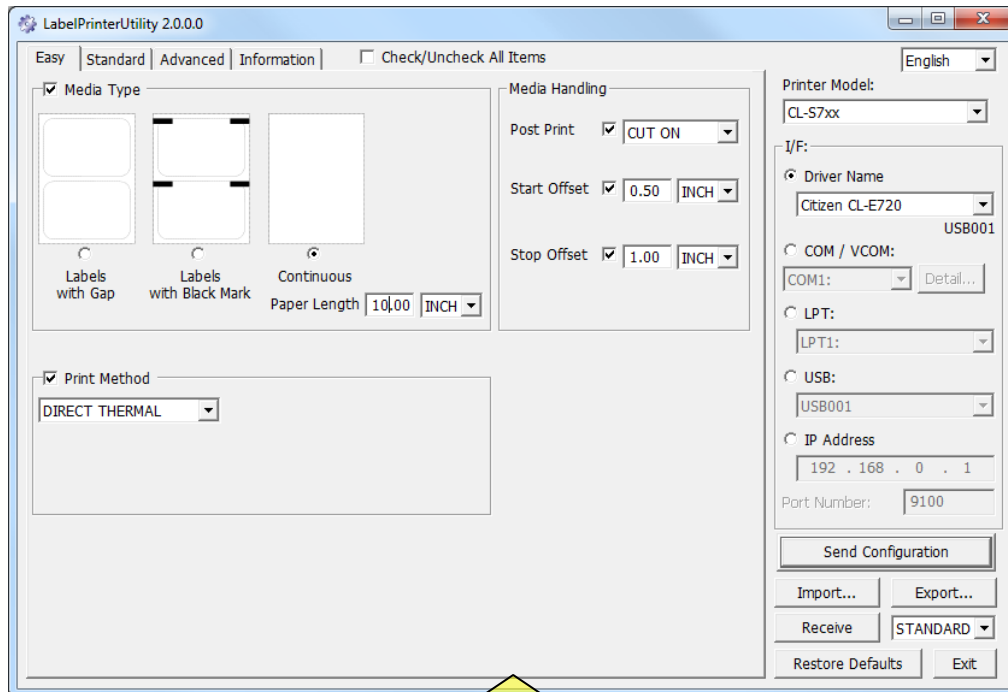 LabelPrinterUtility 2.0.0.0
Easy Standard Advanced Information Check/Uncheck All Items
English
Media Type
Labels
with Gap
Labels
with Black Mark
Continuous
Paper Length 10.00 INCH
Media Handling
Post Print CUT ON
Start Offset 0.50 INCH
Stop Offset 1.00 INCH
Print Method
DIRECT THERMAL
Printer Model:
CL-S7xx
I/F:
Driver Name
Citizen CL-E720
USB001
COM / VCOM:
COM1: Detail...
LPT:
LPT1:
USB:
USB001
IP Address
192 . 168 . 0 . 1
Port Number: 9100
Send Configuration
Import... Export...
Receive STANDARD
Restore Defaults Exit